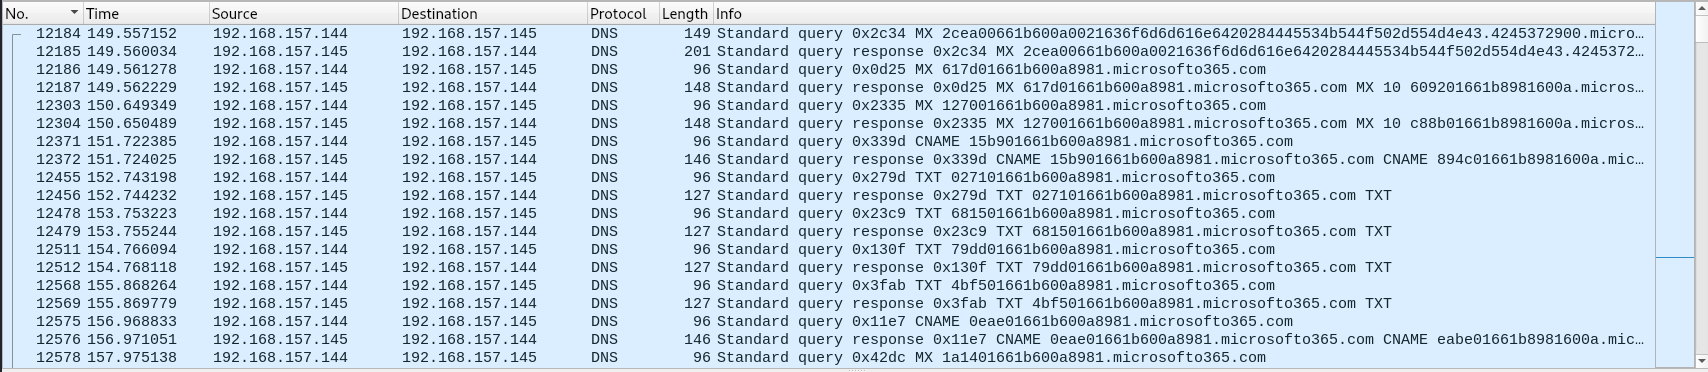 No. Time Source Destination Protocol Length Info
12184 149.557152 192.168.157.144 192.168.157.145 DNS 149 Standard query 0x2c34 MX 2cea00661b600a0021636f6d6d616e6420284445534b544f502d554d4e43.4245372900.micro…
12185 149.560034 192.168.157.145 192.168.157.144 DNS 201 Standard query response 0x2c34 MX 2cea00661b600a0021636f6d6d616e6420284445534b544f502d554d4e43.4245372…
12186 149.561278 192.168.157.144 192.168.157.145 DNS 96 Standard query 0x0d25 MX 617d01661b600a8981.microsofto365.com
12187 149.562229 192.168.157.145 192.168.157.144 DNS 148 Standard query response 0x0d25 MX 617d01661b600a8981.microsofto365.com MX 10 609201661b8981600a.micros…
12303 150.649349 192.168.157.144 192.168.157.145 DNS 96 Standard query 0x2335 MX 127001661b600a8981.microsofto365.com
12304 150.650489 192.168.157.145 192.168.157.144 DNS 148 Standard query response 0x2335 MX 127001661b600a8981.microsofto365.com MX 10 c88b01661b8981600a.micros…
12371 151.722385 192.168.157.144 192.168.157.145 DNS 96 Standard query 0x339d CNAME 15b901661b600a8981.microsofto365.com
12372 151.724025 192.168.157.145 192.168.157.144 DNS 146 Standard query response 0x339d CNAME 15b901661b600a8981.microsofto365.com CNAME 894c01661b8981600a.mic…
12455 152.743198 192.168.157.144 192.168.157.145 DNS 96 Standard query 0x279d TXT 027101661b600a8981.microsofto365.com
12456 152.744232 192.168.157.145 192.168.157.144 DNS 127 Standard query response 0x279d TXT 027101661b600a8981.microsofto365.com TXT
12478 153.753223 192.168.157.144 192.168.157.145 DNS 96 Standard query 0x23c9 TXT 681501661b600a8981.microsofto365.com
12479 153.755244 192.168.157.145 192.168.157.144 DNS 127 Standard query response 0x23c9 TXT 681501661b600a8981.microsofto365.com TXT
12511 154.766094 192.168.157.144 192.168.157.145 DNS 96 Standard query 0x130f TXT 79dd01661b600a8981.microsofto365.com
12512 154.768118 192.168.157.145 192.168.157.144 DNS 127 Standard query response 0x130f TXT 79dd01661b600a8981.microsofto365.com TXT
12568 155.868264 192.168.157.144 192.168.157.145 DNS 96 Standard query 0x3fab TXT 4bf501661b600a8981.microsofto365.com
12569 155.869779 192.168.157.145 192.168.157.144 DNS 127 Standard query response 0x3fab TXT 4bf501661b600a8981.microsofto365.com TXT
12575 156.968833 192.168.157.144 192.168.157.145 DNS 96 Standard query 0x11e7 CNAME 0eae01661b600a8981.microsofto365.com
12576 156.971051 192.168.157.145 192.168.157.144 DNS 146 Standard query response 0x11e7 CNAME 0eae01661b600a8981.microsofto365.com CNAME eabe01661b8981600a.mic…
12578 157.975138 192.168.157.144 192.168.157.145 DNS 96 Standard query 0x42dc MX 1a1401661b600a8981.microsofto365.com